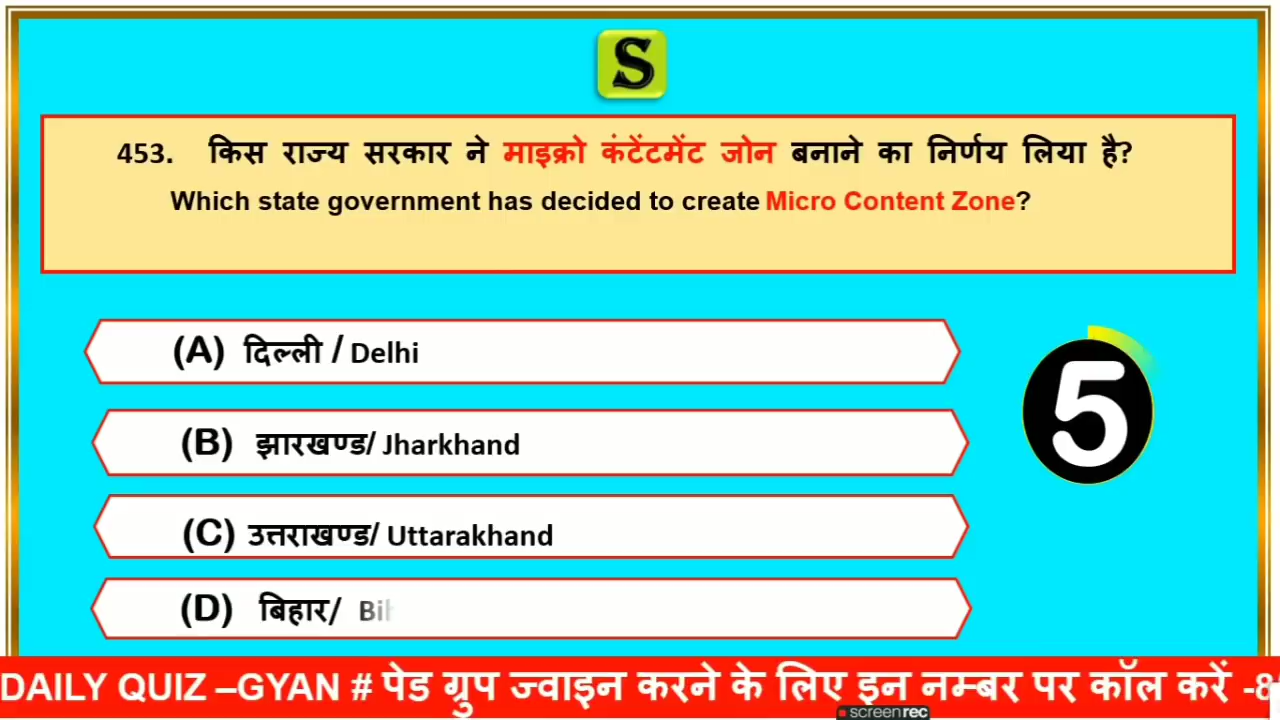 S
453. किस राज्य सरकार ने माइक्रो कंटेंटमेंट जोन बनाने का निर्णय लिया है?
Which state government has decided to create Micro Content Zone?
(A) दिल्ली / Delhi
5
(B) झारखण्ड/ Jharkhand
(C) उत्तराखण्ड/ Uttarakhand
(D) बिहार/
DAILY QUIZ –GYAN # पेड ग्रुप ज्वाइन करने के लिए इन नम्बर पर कॉल करें -8
screenrec